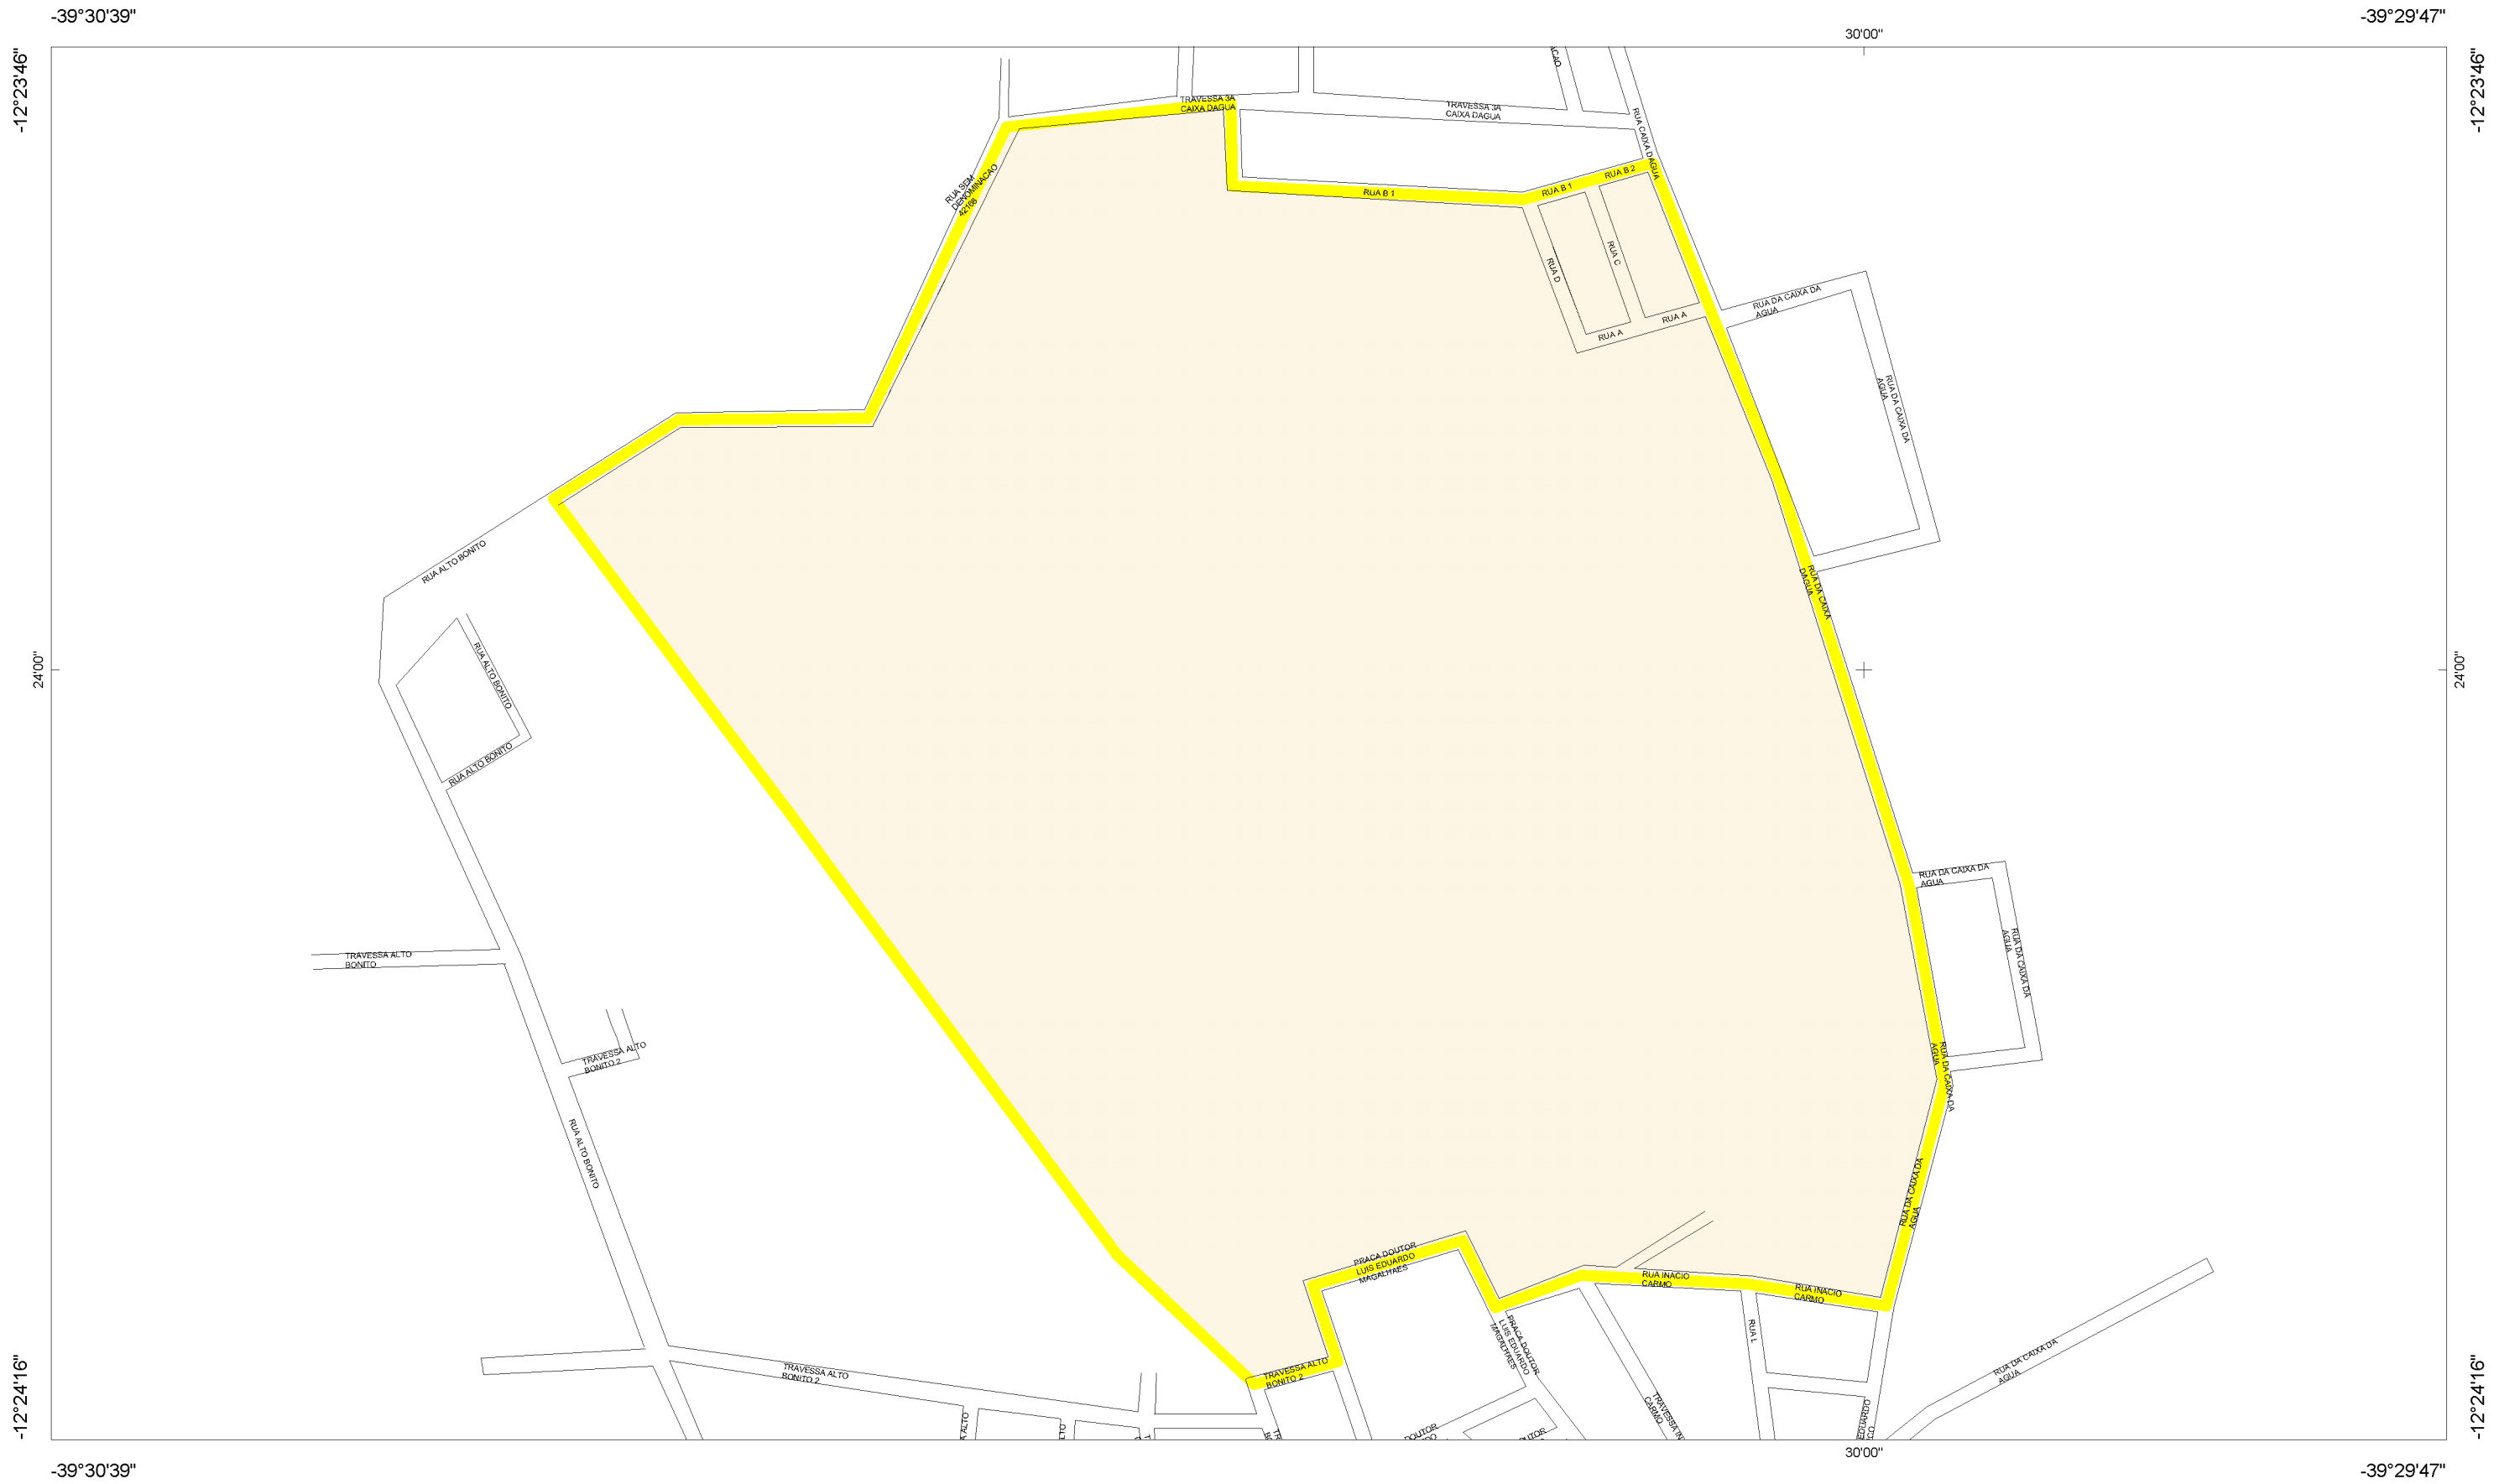 -39°30'39"
-39°29'47"
30'00"
-12°23'46"
-12°23'46"
TRAVESSA 3A
CAIXA DAGUA
TRAVESSA 3A
CAIXA DAGUA
RUA CAIXA DAGUA
RUA SEM
DENOMINACAO
42168
RUA B 1
RUA B 1
RUA B 2
RUA C
RUA D
RUA A
RUA A
RUA DA CAIXA DA
AGUA
RUA DA CAIXA DA
AGUA
RUA ALTO BONITO
RUA DA CAIXA
DAGUA
24'00"
24'00"
RUA ALTO BONITO
RUA ALTO BONITO
RUA DA CAIXA DA
AGUA
TRAVESSA ALTO
BONITO
RUA DA CAIXA DA
AGUA
TRAVESSA ALTO
BONITO 2
RUA DA CAIXA DA
AGUA
RUA ALTO BONITO
RUA DA CAIXA DA
AGUA
PRACA DOUTOR
LUIS EDUARDO
MAGALHAES
RUA INACIO
CARMO
RUA INACIO
CARMO
RUA L
PRACA DOUTOR
LUIS EDUARDO
MAGALHAES
TRAVESSA ALTO
BONITO 2
TRAVESSA ALTO
BONITO 2
RUA DA CAIXA DA
AGUA
TRAVESSA IN
CARMO
DOUTOR
EDUARDO
-12°24'16"
-12°24'16"
30'00"
-39°30'39"
-39°29'47"